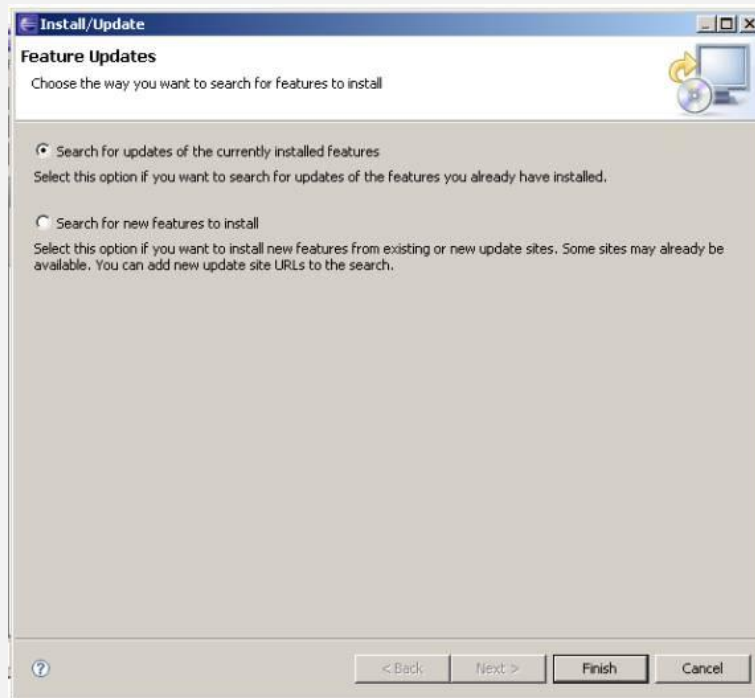 Install/Update
Feature Updates
Choose the way you want to search for features to install
Search for updates of the currently installed features
Select this option if you want to search for updates of the features you already have installed.
Search for new features to install
Select this option if you want to install new features from existing or new update sites. Some sites may already be
available. You can add new update site URLs to the search.
< Back Next > Finish Cancel